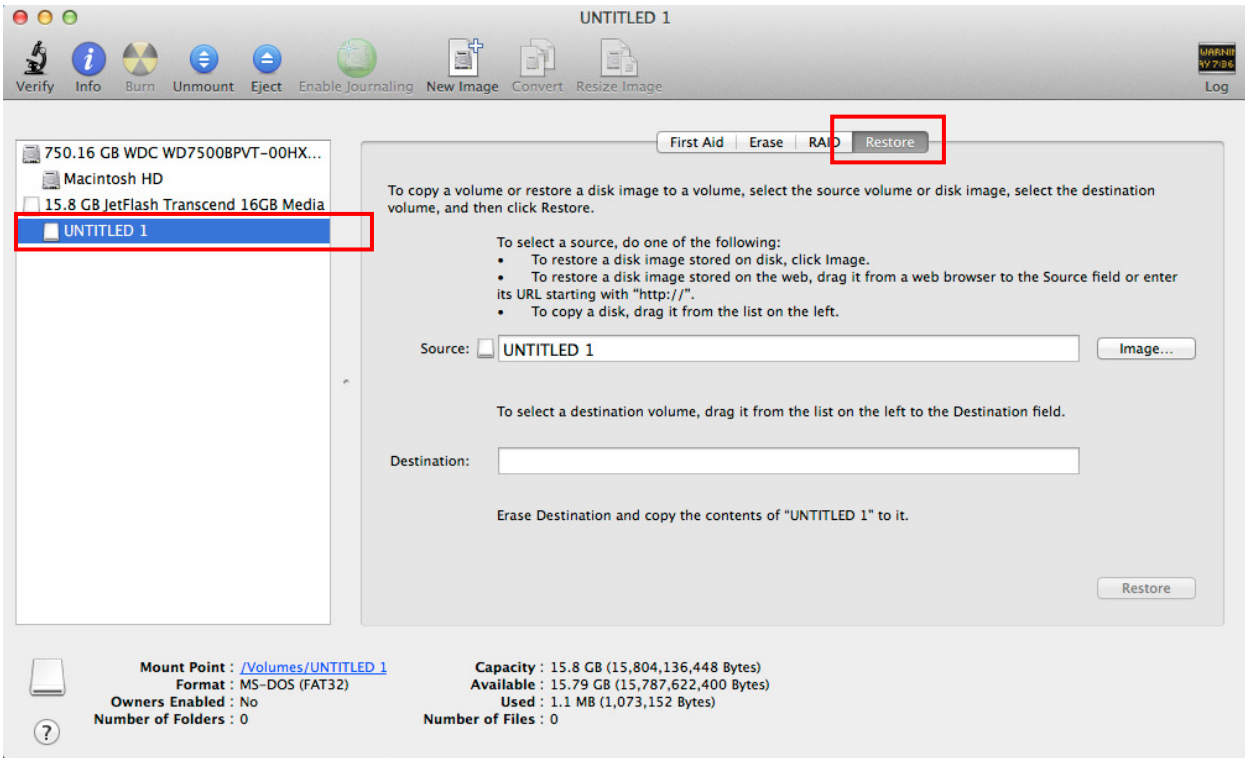 UNTITLED 1
Verify Info Burn Unmount Eject Enable Journaling New Image Convert Resize Image Log
WARNIN
AY 7:86
750.16 GB WDC WD7500BPVT-00HX...
Macintosh HD
15.8 GB JetFlash Transcend 16GB Media
UNTITLED 1
First Aid Erase RAID Restore
To copy a volume or restore a disk image to a volume, select the source volume or disk image, select the destination
volume, and then click Restore.
To select a source, do one of the following:
• To restore a disk image stored on disk, click Image.
• To restore a disk image stored on the web, drag it from a web browser to the Source field or enter
its URL starting with “http://”.
• To copy a disk, drag it from the list on the left.
Source: UNTITLED 1 Image...
To select a destination volume, drag it from the list on the left to the Destination field.
Destination:
Erase Destination and copy the contents of "UNTITLED 1" to it.
Restore
Mount Point : /Volumes/UNTITLED 1
Format : MS-DOS (FAT32)
Owners Enabled : No
Number of Folders : 0
Capacity : 15.8 GB (15,804,136,448 Bytes)
Available : 15.79 GB (15,787,622,400 Bytes)
Used : 1.1 MB (1,073,152 Bytes)
Number of Files : 0
?